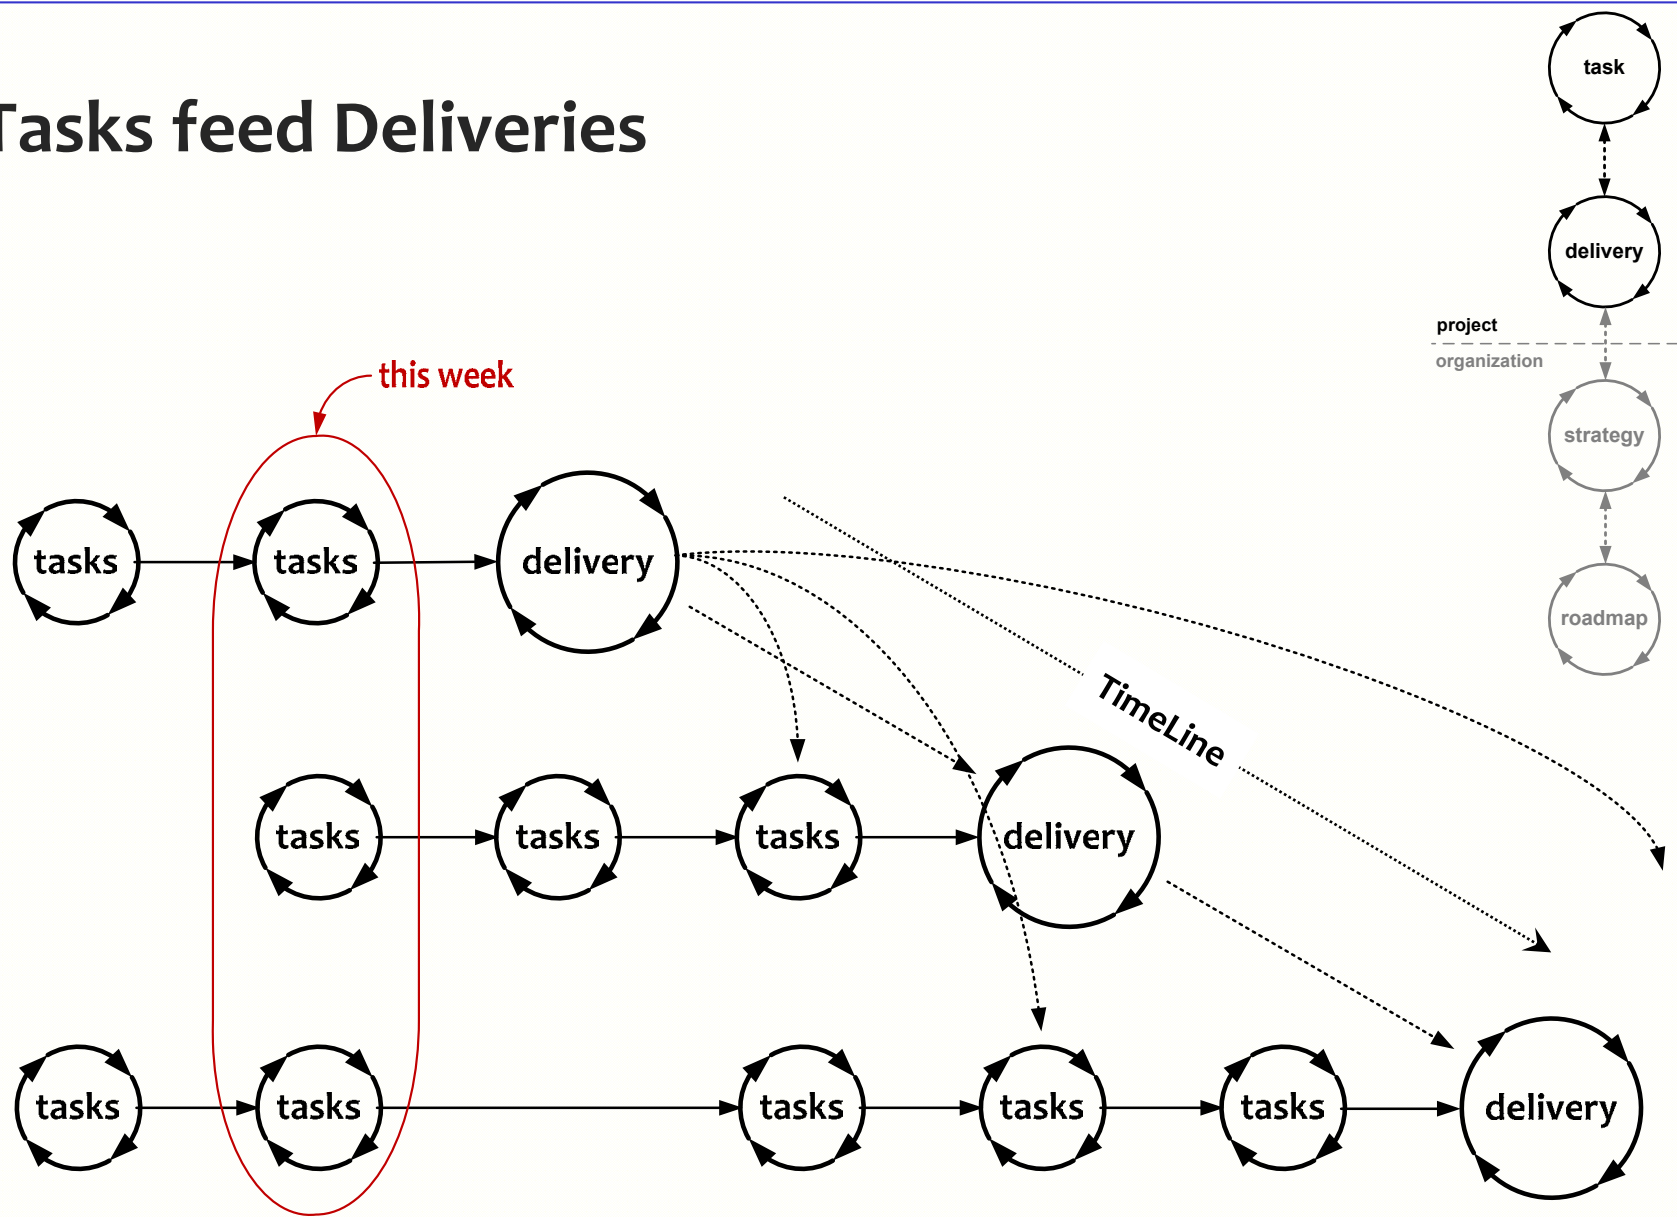 Tasks feed Deliveries
task
delivery
project
organization
strategy
roadmap
this week
tasks
tasks
delivery
TimeLine
tasks
tasks
tasks
delivery
tasks
tasks
tasks
tasks
tasks
delivery